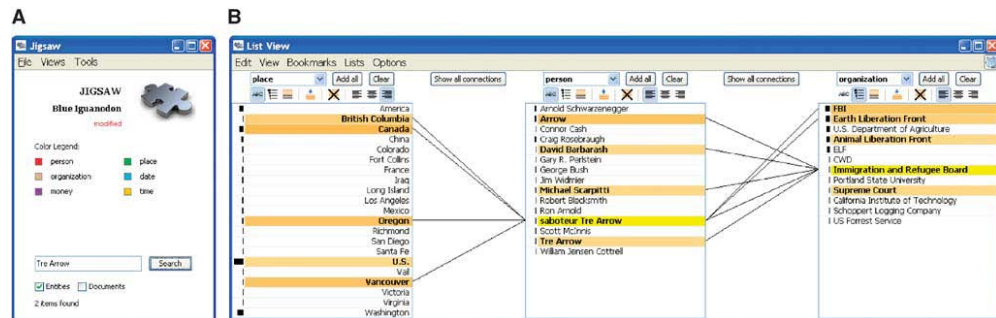 A
B
Jigsaw
File Views Tools
JIGSAW
Blue Iguanodon
modified
Color Legend:
person
place
organization
date
money
time
Tre Arrow
Search
Entities
Documents
2 items found
List View
Edit View Bookmarks Lists Options
place
Add all
Clear
Show all connections
person
Add all
Clear
Show all connections
organization
Add all
Clear
ABC
ABC
ABC
America
British Columbia
Canada
China
Colorado
Fort Collins
France
Iraq
Long Island
Los Angeles
Mexico
Oregon
Richmond
San Diego
Santa Fe
U.S.
Vail
Vancouver
Victoria
Virginia
Washington
Arnold Schwarzenegger
Arrow
Connor Cash
Craig Rosebraugh
David Barbarash
Gary R. Perlstein
George Bush
Jim Widmier
Michael Scarpitti
Robert Blacksmith
Ron Arnold
saboteur Tre Arrow
Scott McInnis
Tre Arrow
William Jensen Cottrell
FBI
Earth Liberation Front
U.S. Department of Agriculture
Animal Liberation Front
ELF
CWD
Immigration and Refugee Board
Portland State University
Supreme Court
California Institute of Technology
Schoppert Logging Company
US Forrest Service